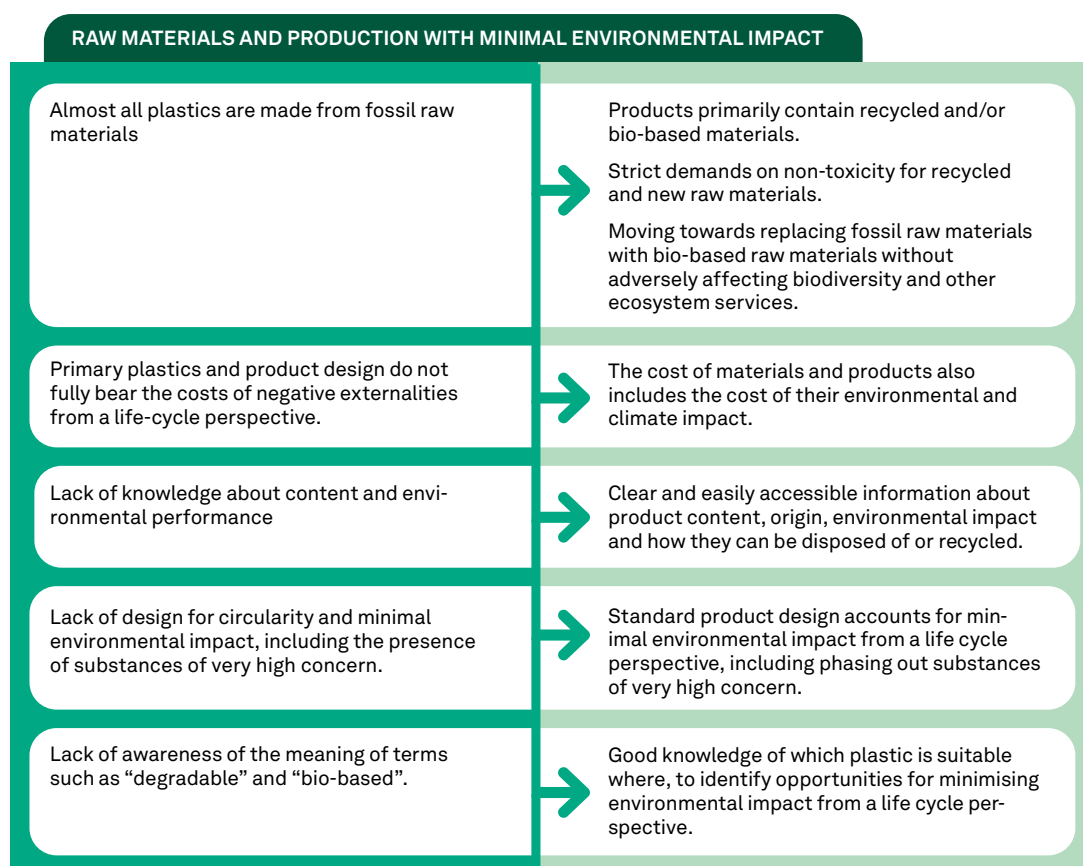 RAW MATERIALS AND PRODUCTION WITH MINIMAL ENVIRONMENTAL IMPACT
Almost all plastics are made from fossil raw
materials
Products primarily contain recycled and/or
bio-based materials.
Strict demands on non-toxicity for recycled
and new raw materials.
Moving towards replacing fossil raw materials
with bio-based raw materials without
adversely affecting biodiversity and other
ecosystem services.
Primary plastics and product design do not
fully bear the costs of negative externalities
from a life-cycle perspective.
The cost of materials and products also
includes the cost of their environmental and
climate impact.
Lack of knowledge about content and envi-
ronmental performance
Clear and easily accessible information about
product content, origin, environmental impact
and how they can be disposed of or recycled.
Lack of design for circularity and minimal
environmental impact, including the presence
of substances of very high concern.
Standard product design accounts for min-
imal environmental impact from a life cycle
perspective, including phasing out substances
of very high concern.
Lack of awareness of the meaning of terms
such as “degradable” and “bio-based”.
Good knowledge of which plastic is suitable
where, to identify opportunities for minimising
environmental impact from a life cycle per-
spective.